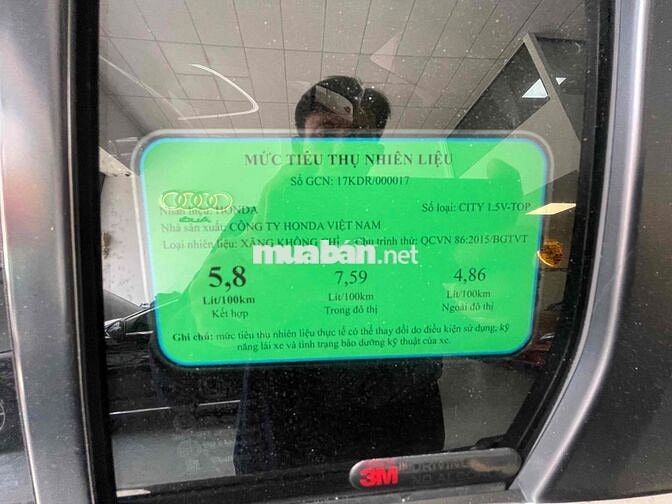 MỨC TIÊU THỤ NHIÊN LIỆU
Số GCN: 17KDR/000017
Nhãn hiệu: HONDA Số loại: CITY 1.5V-TOP
Nhà sản xuất: CÔNG TY HONDA VIỆT NAM
Loại nhiên liệu: XĂNG KHÔNG CHÌ Chu trình thử: QCVN 86:2015/BGTVT
muaban.net
5,8 7,59 4,86
Lít/100km Lít/100km Lít/100km
Kết hợp Trong đô thị Ngoài đô thị
Ghi chú: mức tiêu thụ nhiên liệu thực tế có thể thay đổi do điều kiện sử dụng, kỹ
năng lái xe và tình trạng bảo dưỡng kỹ thuật của xe.
3M